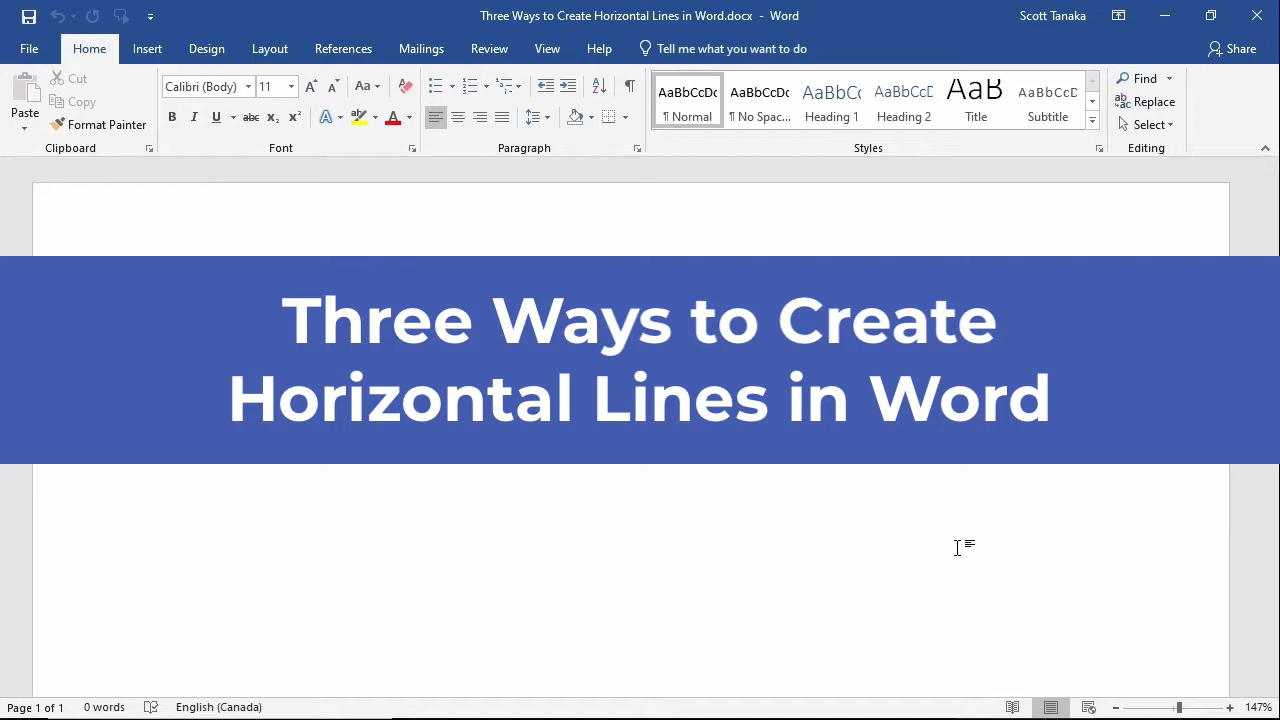 Three Ways to Create Horizontal Lines in Word.docx - Word
Scott Tanaka
File Home Insert Design Layout References Mailings Review View Help Tell me what you want to do Share
Paste
Cut
Copy
Format Painter
Clipboard
Calibri (Body) 11
Aa
B I U abc x₂ x²
A A
Font
Paragraph
AaBbCcDc AaBbCcDc AaBbCc AaBbCcD AaB AaBbCcD
¶ Normal ¶ No Spac... Heading 1 Heading 2 Title Subtitle
Styles
Find
Replace
Select
Editing
Three Ways to Create
Horizontal Lines in Word
Page 1 of 1 0 words English (Canada) 147%